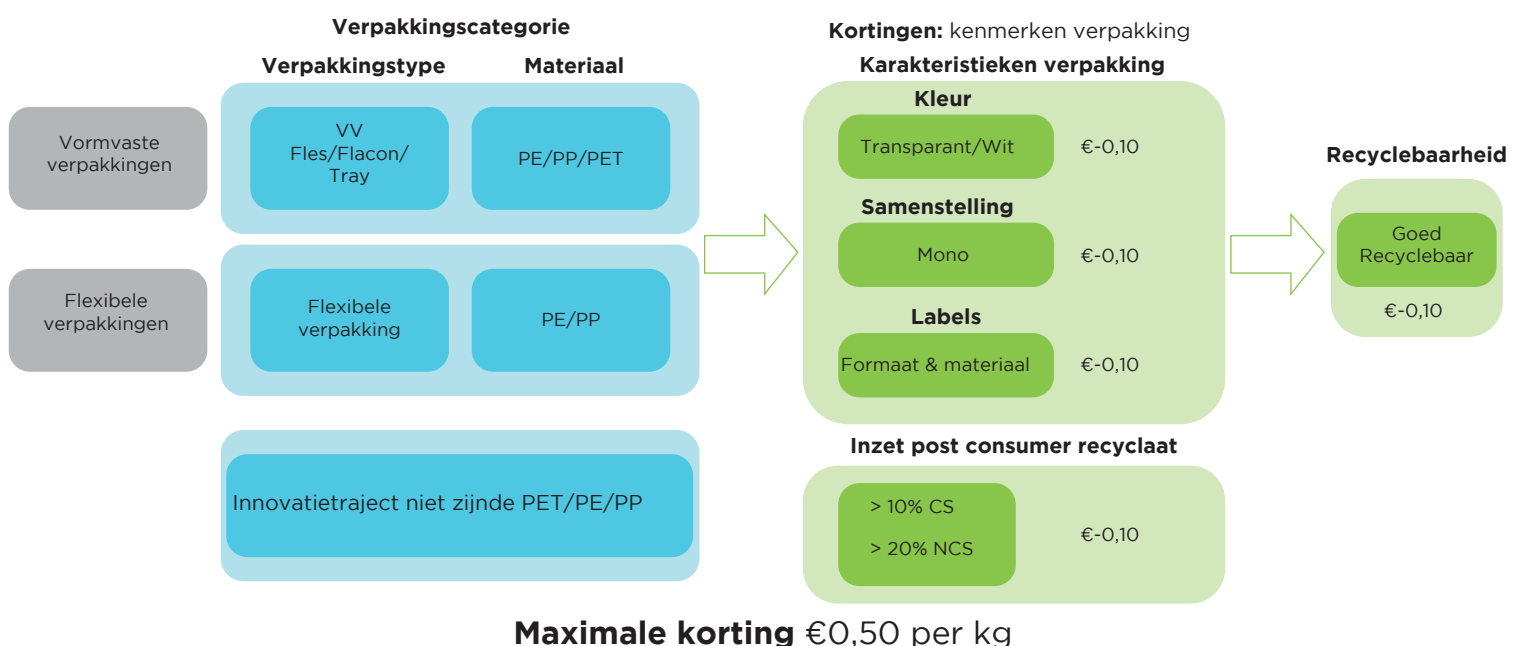 Verpakkingscategorie
Verpakkingstype
Materiaal
Vormvaste
verpakkingen
VV
Fles/Flacon/
Tray
PE/PP/PET
Flexibele
verpakkingen
Flexibele
verpakking
PE/PP
Innovatietraject niet zijnde PET/PE/PP
Kortingen: kenmerken verpakking
Karakteristieken verpakking
Kleur
Transparant/Wit
€-0,10
Samenstelling
Mono
€-0,10
Labels
Formaat & materiaal
€-0,10
Inzet post consumer recyclaat
> 10% CS
> 20% NCS
€-0,10
Recyclebaarheid
Goed
Recyclebaar
€-0,10
Maximale korting €0,50 per kg